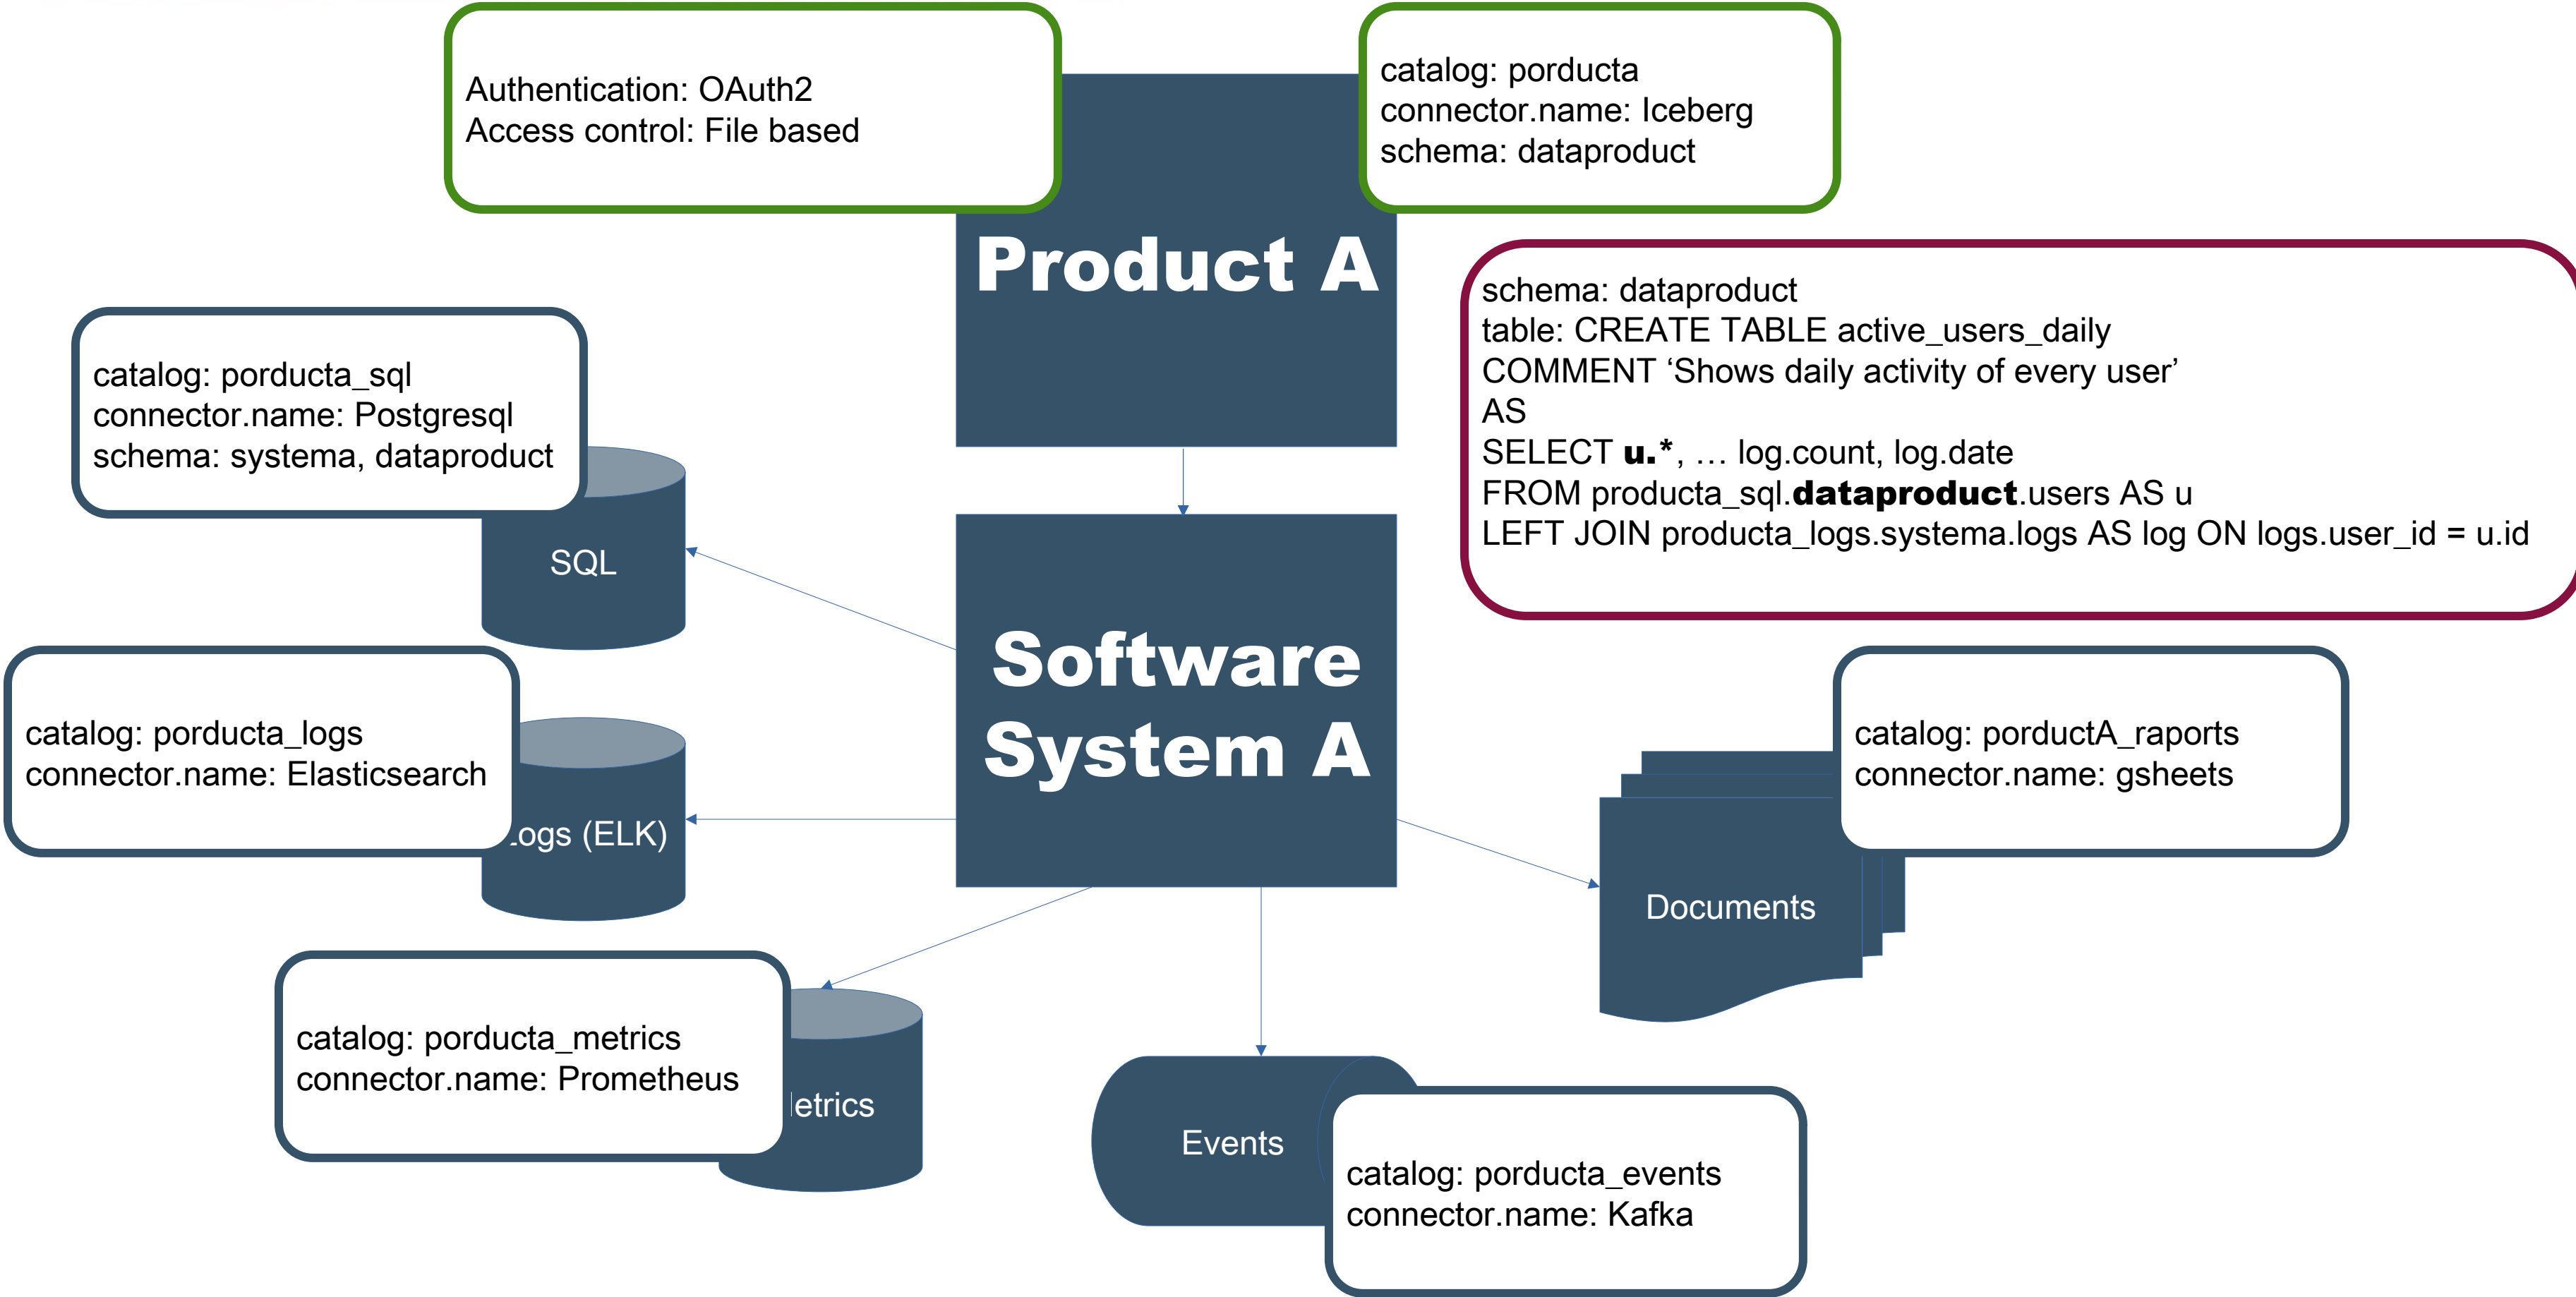 Authentication: OAuth2
Access control: File based
catalog: porducta
connector.name: Iceberg
schema: dataproduct
Product A
schema: dataproduct
table: CREATE TABLE active_users_daily
COMMENT ‘Shows daily activity of every user’
AS
SELECT u.*, … log.count, log.date
FROM producta_sql.dataproduct.users AS u
LEFT JOIN producta_logs.systema.logs AS log ON logs.user_id = u.id
catalog: porducta_sql
connector.name: Postgresql
schema: systema, dataproduct
SQL
Software
System A
catalog: porducta_logs
connector.name: Elasticsearch
ogs (ELK)
catalog: porductA_raports
connector.name: gsheets
Documents
catalog: porducta_metrics
connector.name: Prometheus
etrics
Events
catalog: porducta_events
connector.name: Kafka